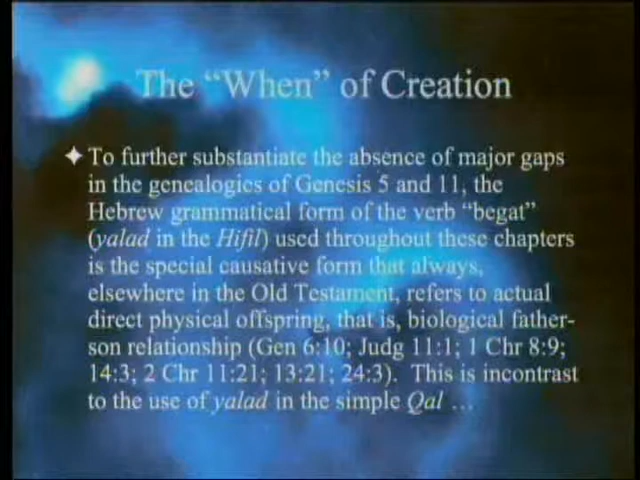 The “When” of Creation
To further substantiate the absence of major gaps
in the genealogies of Genesis 5 and 11, the
Hebrew grammatical form of the verb “begat”
(yalad in the Hifil) used throughout these chapters
is the special causative form that always,
elsewhere in the Old Testament, refers to actual
direct physical offspring, that is, biological father-
son relationship (Gen 6:10; Judg 11:1; 1 Chr 8:9;
14:3; 2 Chr 11:21; 13:21; 24:3). This is incontrast
to the use of yalad in the simple Qal …